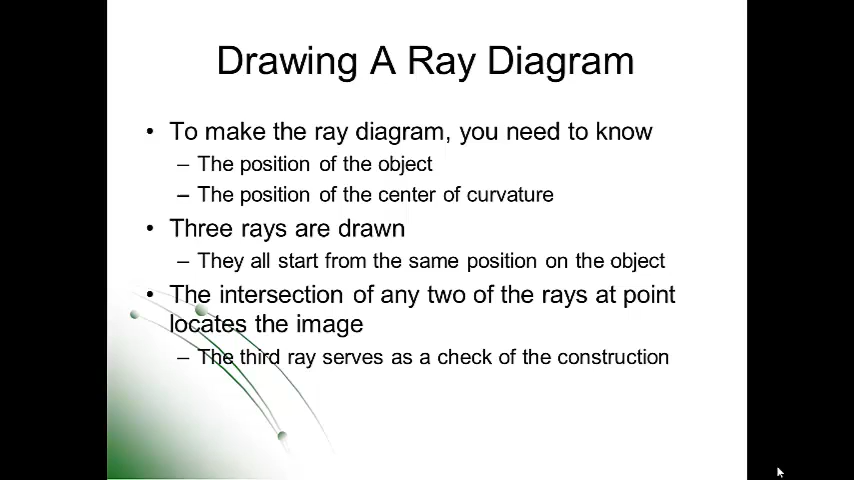 Drawing A Ray Diagram
• To make the ray diagram, you need to know
– The position of the object
– The position of the center of curvature
• Three rays are drawn
– They all start from the same position on the object
• The intersection of any two of the rays at point
locates the image
– The third ray serves as a check of the construction